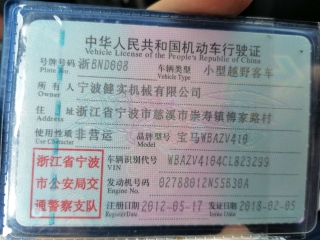 中华人民共和国机动车行驶证
Vehicle License of the People's Republic of China
号牌号码 浙BND008 车辆类型 小型越野客车
Plate No. Vehicle Type
所有人 宁波健实机械有限公司
Owner
住址 浙江省宁波市慈溪市崇寿镇傅家路村
Address
使用性质 非营运 品牌型号 宝马WBAZV410
Use Character Model
浙江省宁波 车辆识别代号 WBAZV4104CL823299
VIN
市公安局交 发动机号码 02788012N55B30A
Engine No.
通警察支队 注册日期 2012-05-17 发证日期 2018-02-05
Register Date Issue Date